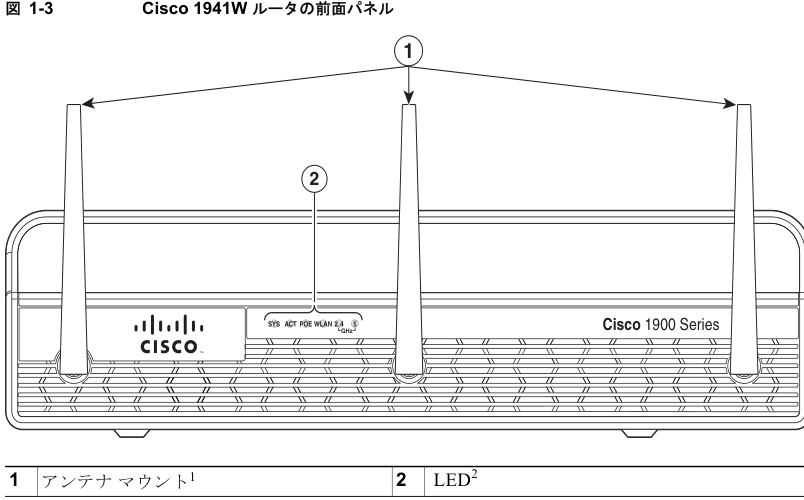 図 1-3 Cisco 1941W ルータの前面パネル
1
2
SYS ACT POE WLAN 2.4 5
GHz
CISCO
Cisco 1900 Series
1 アンテナ マウント1 2 LED2